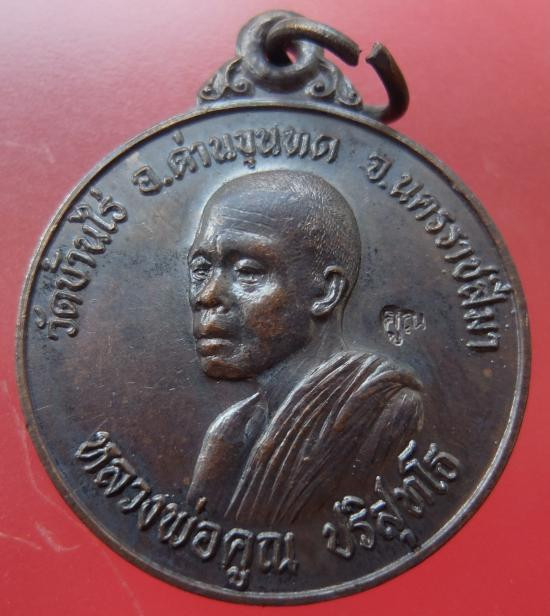 วัดบ้านไร่ อ.ด่านขุนทด จ.นครราชสีมา
คูณ
หลวงพ่อคูณ ปริสุทโธ